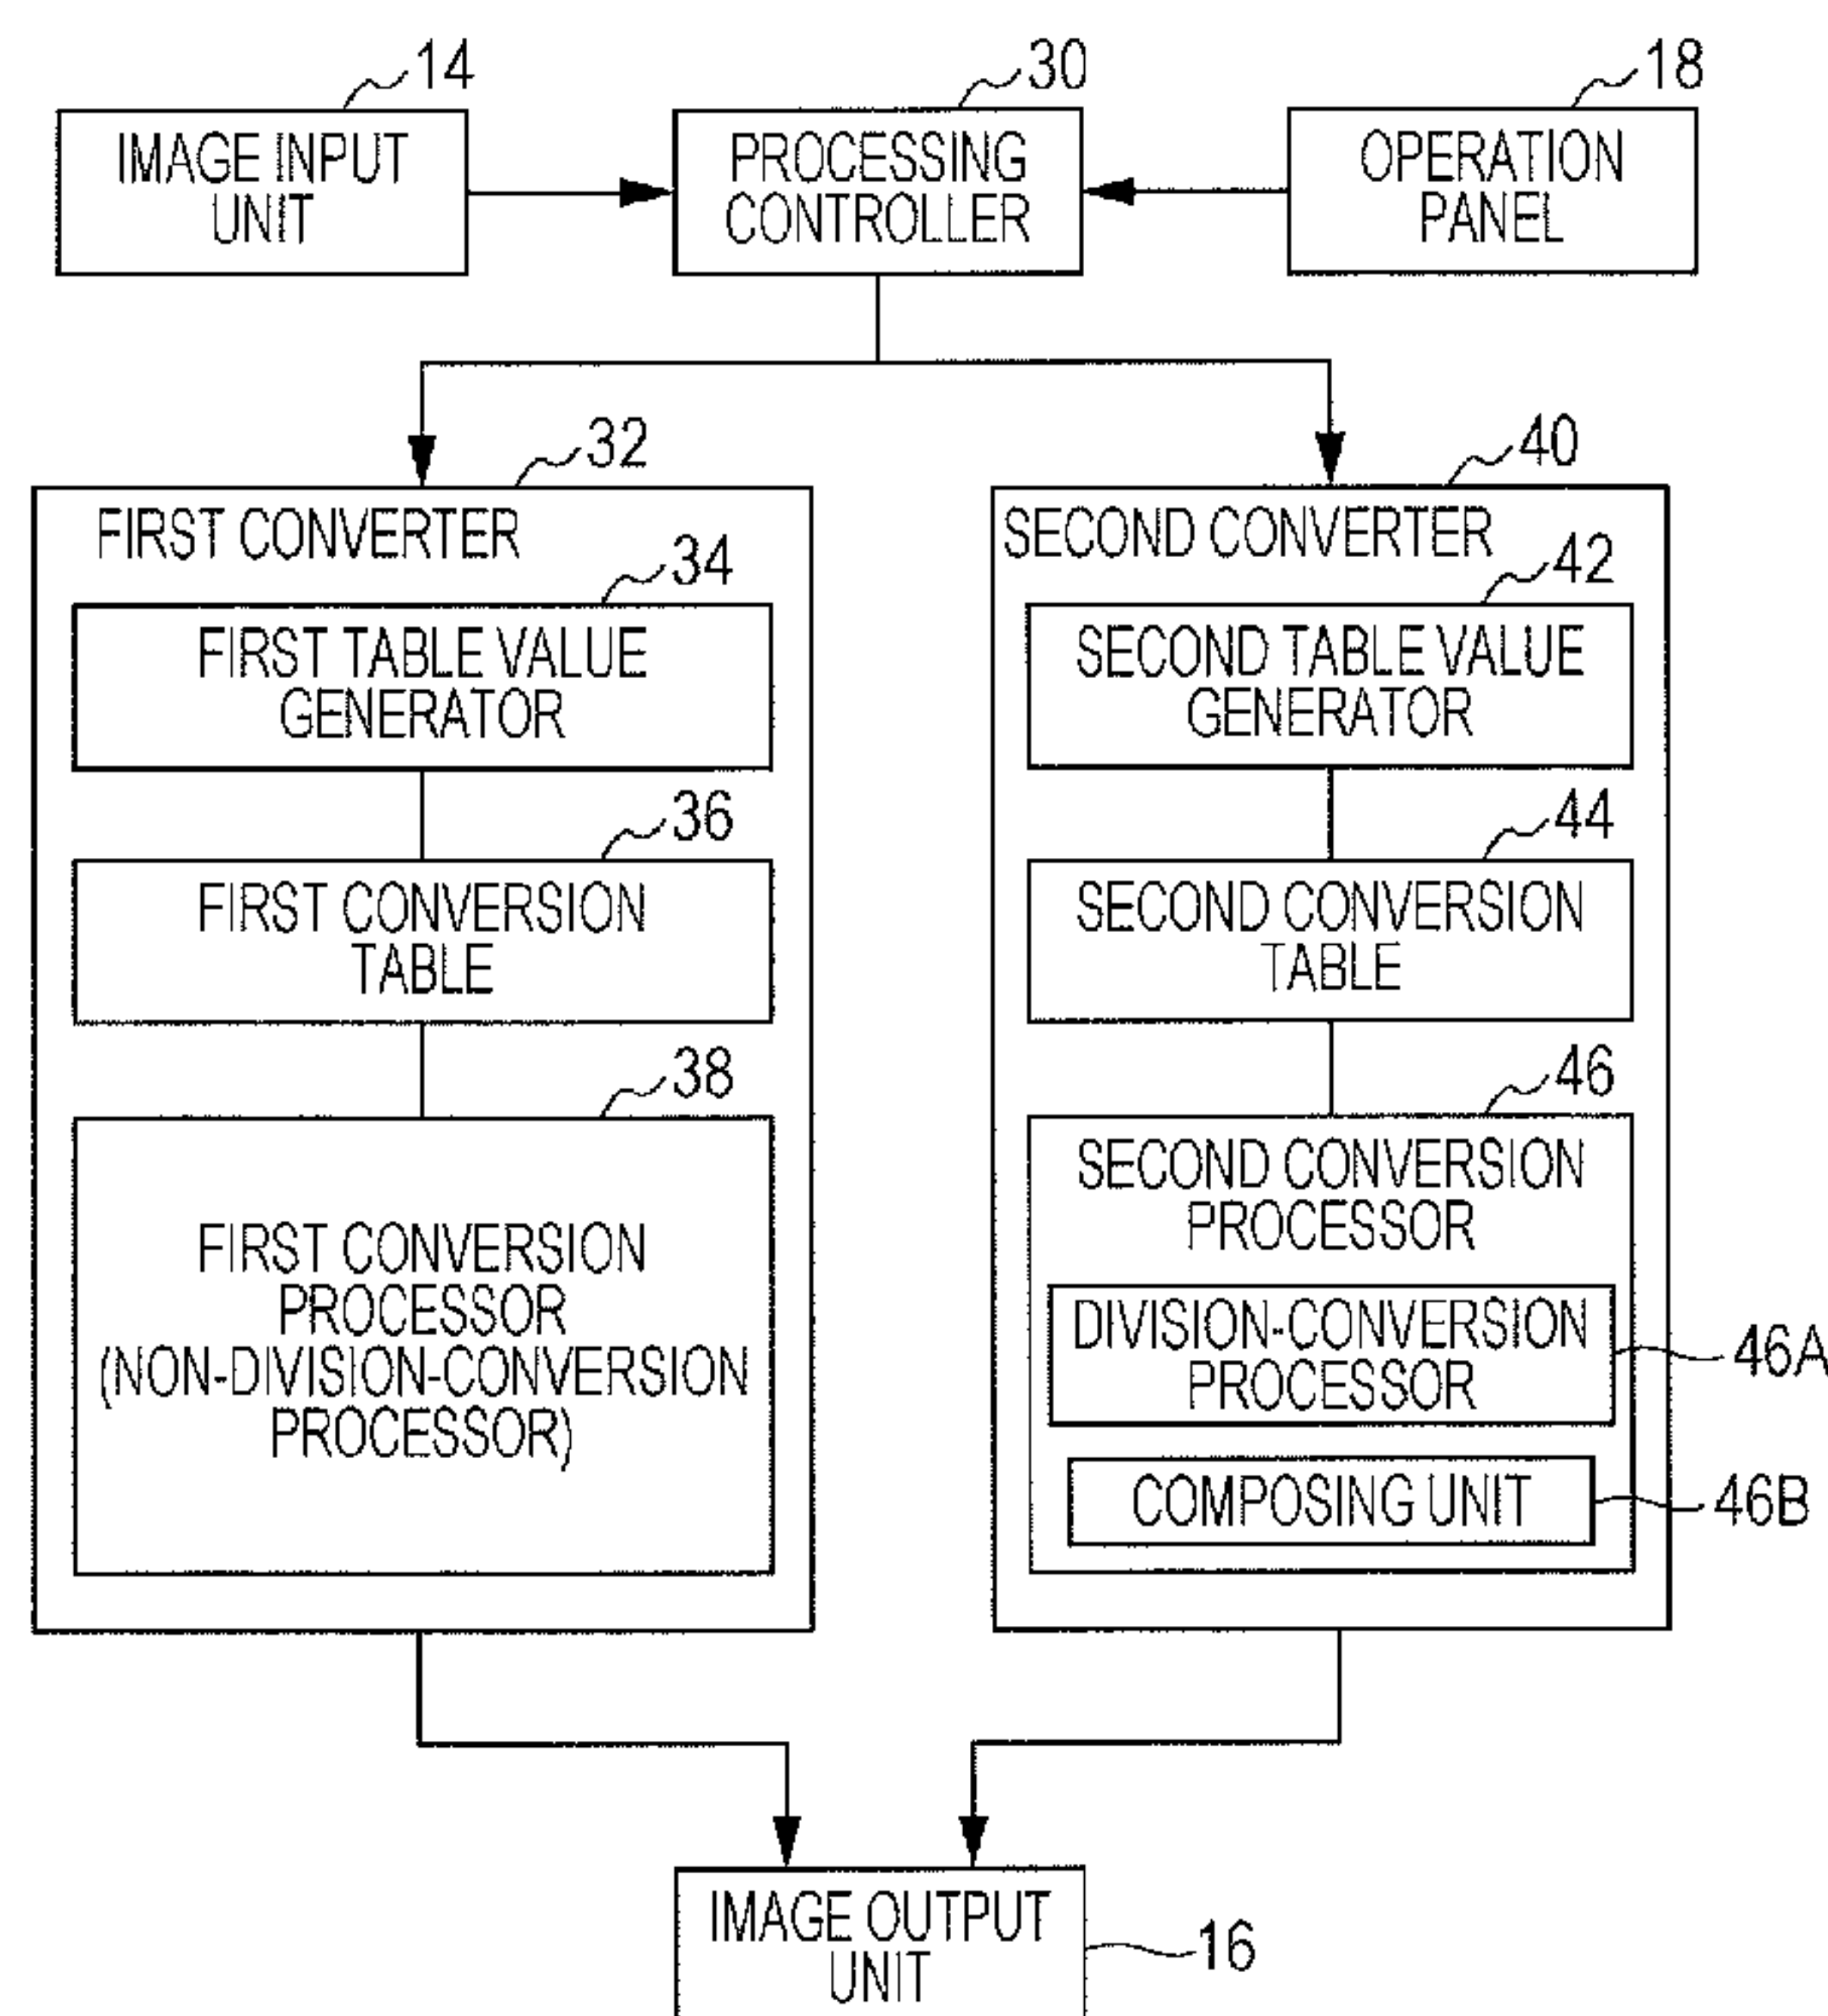 14
30
18
IMAGE INPUT
UNIT
PROCESSING
CONTROLLER
OPERATION
PANEL
32
40
FIRST CONVERTER
34
FIRST TABLE VALUE
GENERATOR
36
FIRST CONVERSION
TABLE
38
FIRST CONVERSION
PROCESSOR
(NON-DIVISION-CONVERSION
PROCESSOR)
SECOND CONVERTER
42
SECOND TABLE VALUE
GENERATOR
44
SECOND CONVERSION
TABLE
46
SECOND CONVERSION
PROCESSOR
DIVISION-CONVERSION
PROCESSOR
46A
COMPOSING UNIT
46B
IMAGE OUTPUT
UNIT
16